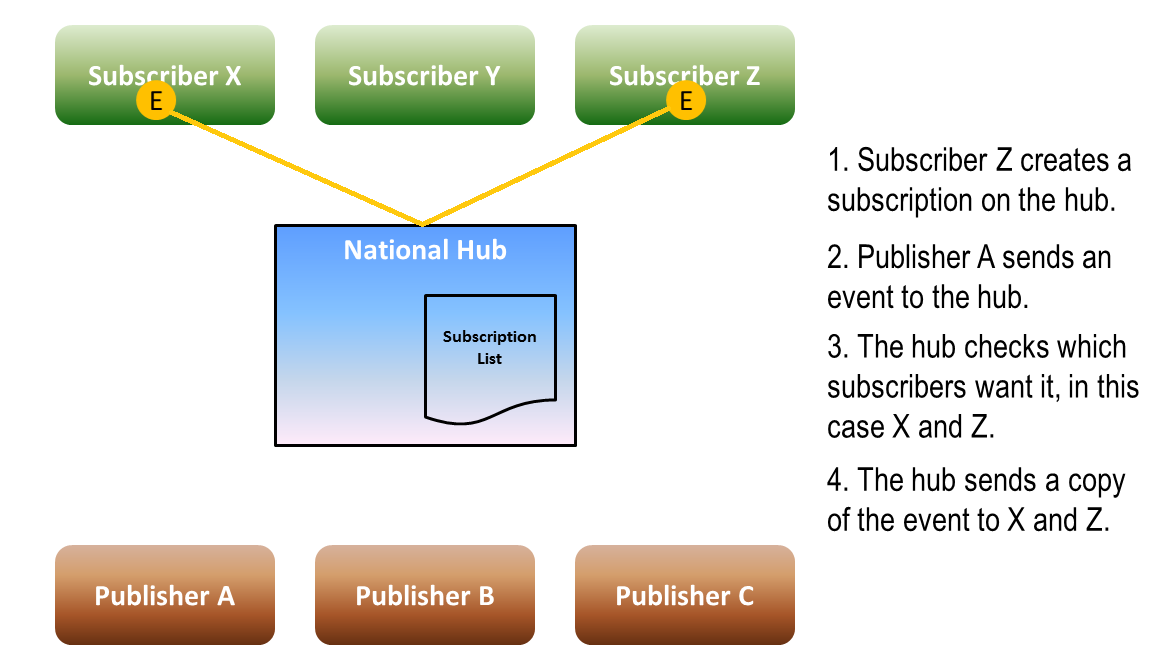 Subscriber X
Subscriber Y
Subscriber Z
E
E
National Hub
Subscription
List
Publisher A
Publisher B
Publisher C
1. Subscriber Z creates a
subscription on the hub.
2. Publisher A sends an
event to the hub.
3. The hub checks which
subscribers want it, in this
case X and Z.
4. The hub sends a copy
of the event to X and Z.